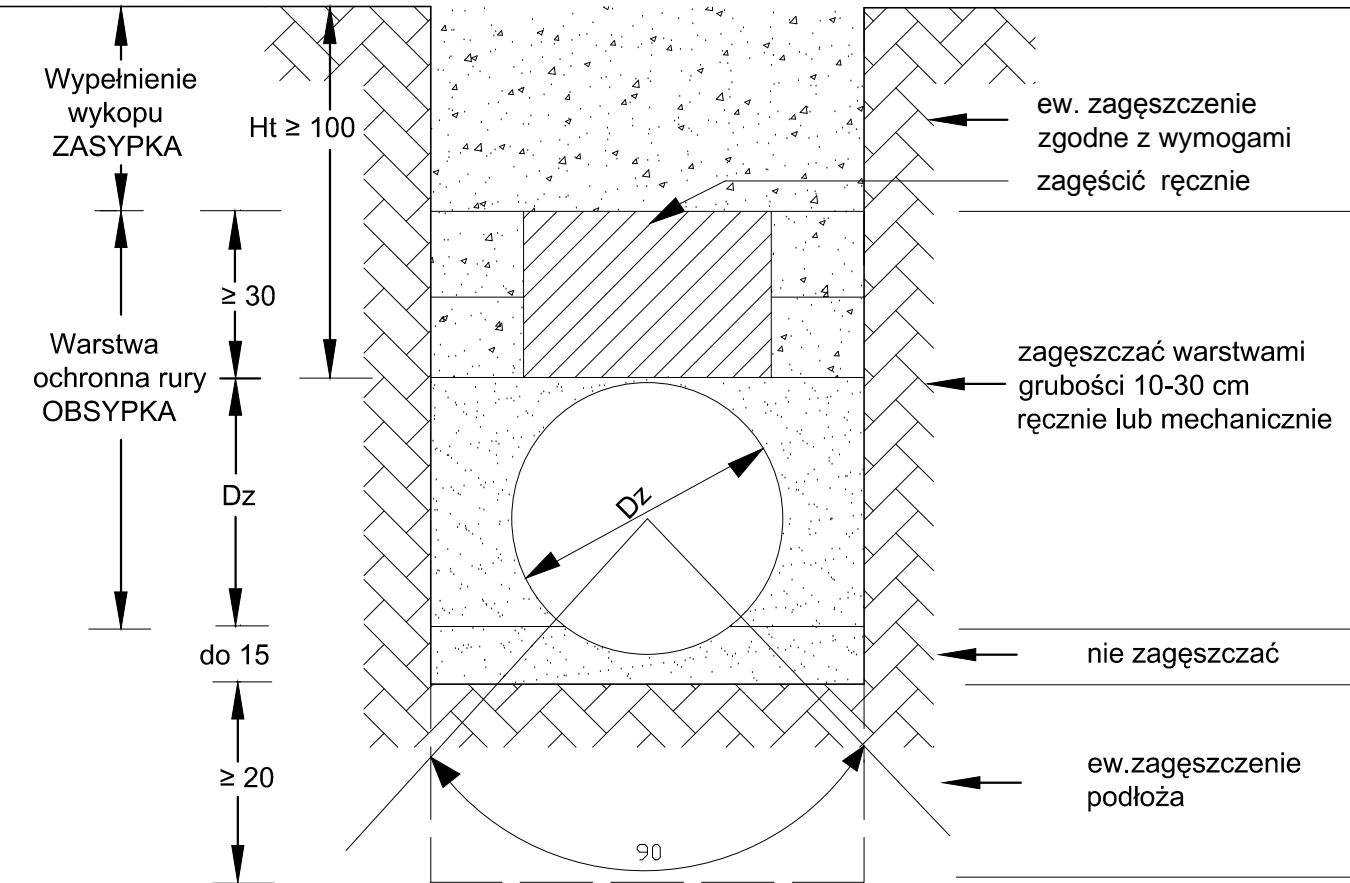 Wypełnienie
wykopu
ZASYPKA
Ht ≥ 100
ew. zagęszczenie
zgodne z wymogami
zagęścić ręcznie
≥ 30
Warstwa
ochronna rury
OBSYPKA
zagęszczać warstwami
grubości 10-30 cm
ręcznie lub mechanicznie
Dz
Dz
do 15
nie zagęszczać
≥ 20
ew.zagęszczenie
podłoża
90